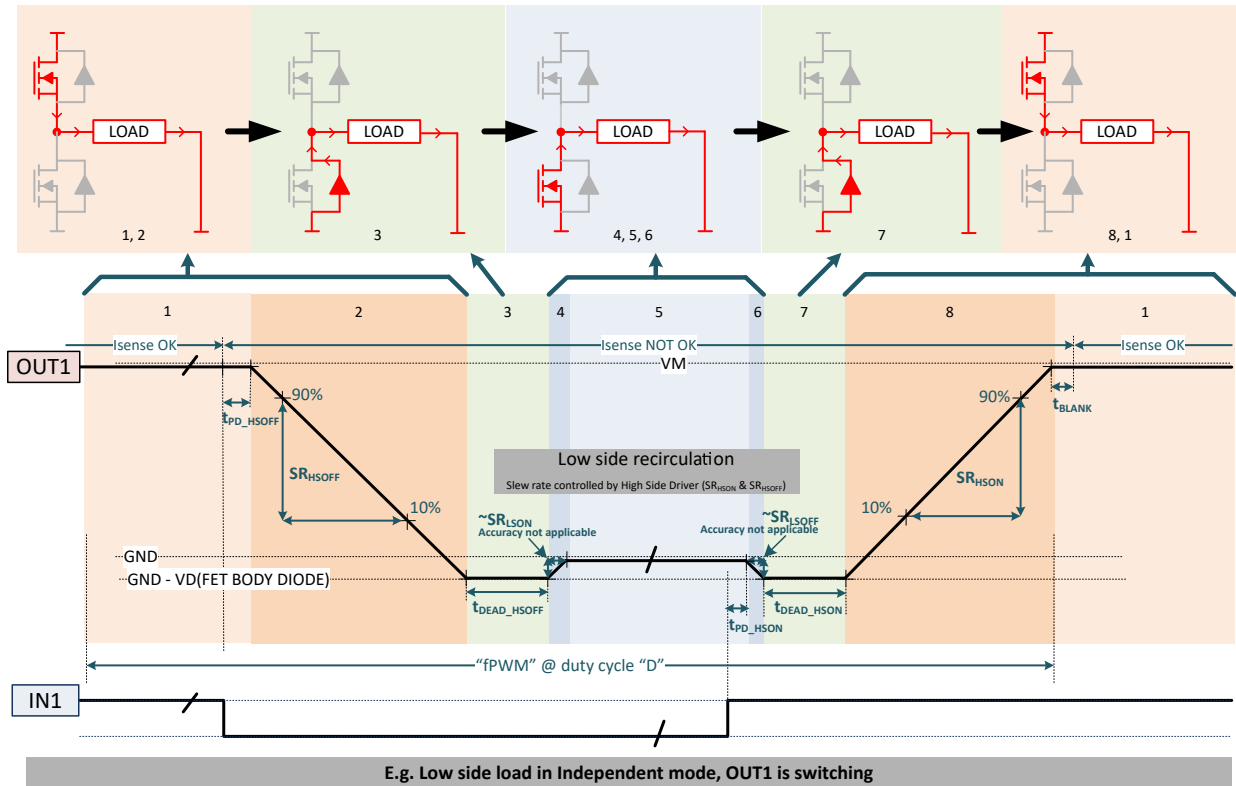 LOAD
LOAD
LOAD
LOAD
LOAD
1, 2
3
4, 5, 6
7
8, 1
1
2
3
4
5
6
7
8
1
Isense OK
Isense NOT OK
Isense OK
OUT1
VM
90%
90%
tPD_HSOFF
tBLANK
SRHSOFF
Low side recirculation
Slew rate controlled by High Side Driver (SRHSON & SRHSOFF)
SRHSON
10%
10%
~SRLSON
Accuracy not applicable
~SRLSOFF
Accuracy not applicable
GND
GND - VD(FET BODY DIODE)
tDEAD_HSOFF
tDEAD_HSON
tPD_HSON
“fPWM” @ duty cycle “D”
IN1
E.g. Low side load in Independent mode, OUT1 is switching